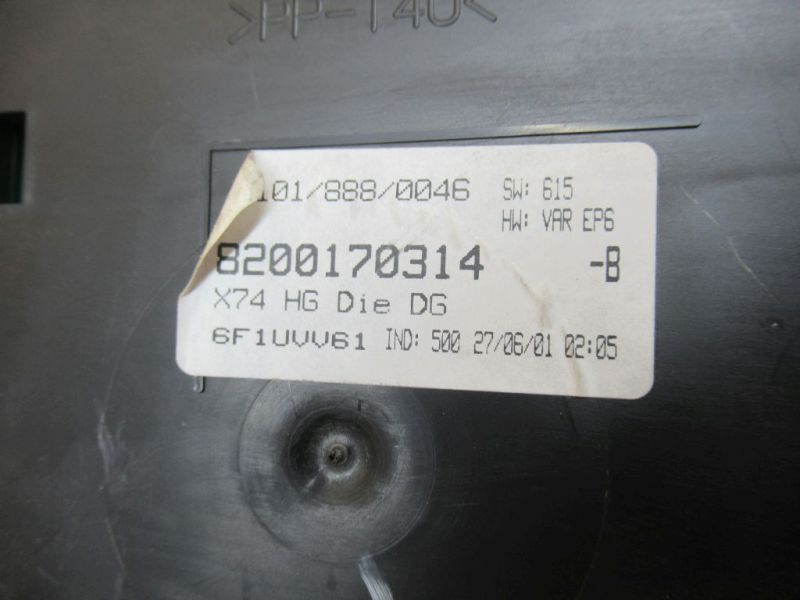 >PP-T40<
101/888/0046 SW: 615
HW: VAR EP6
8200170314 -B
X74 HG Die DG
6F1UVV61 IND: 500 27/06/01 02:05